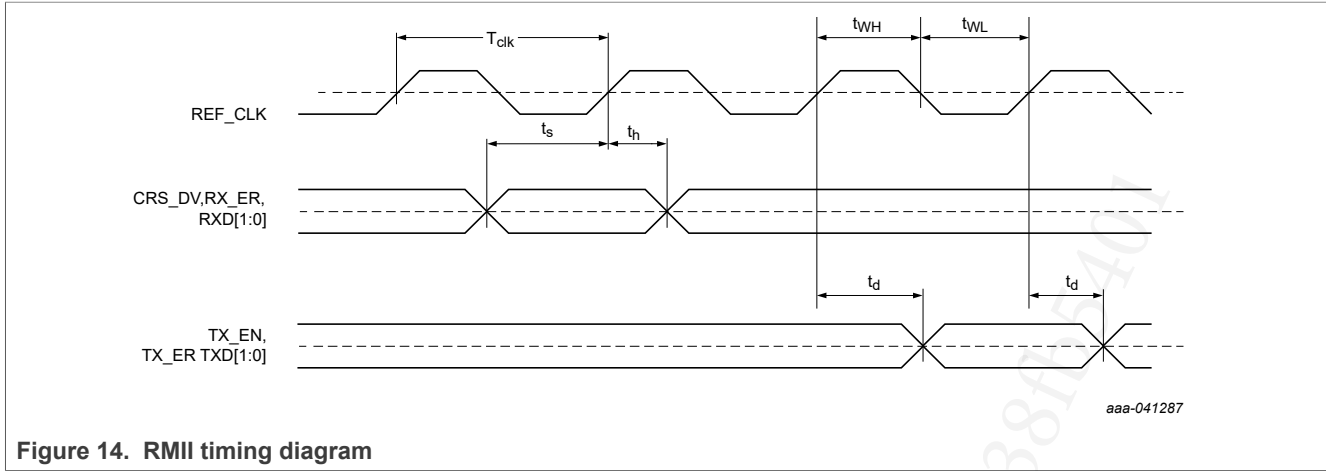 T_clk
t_WH
t_WL
REF_CLK
t_s
t_h
CRS_DV,RX_ER,
RXD[1:0]
t_d
t_d
TX_EN,
TX_ER TXD[1:0]
aaa-041287
Figure 14. RMII timing diagram
38fb5401